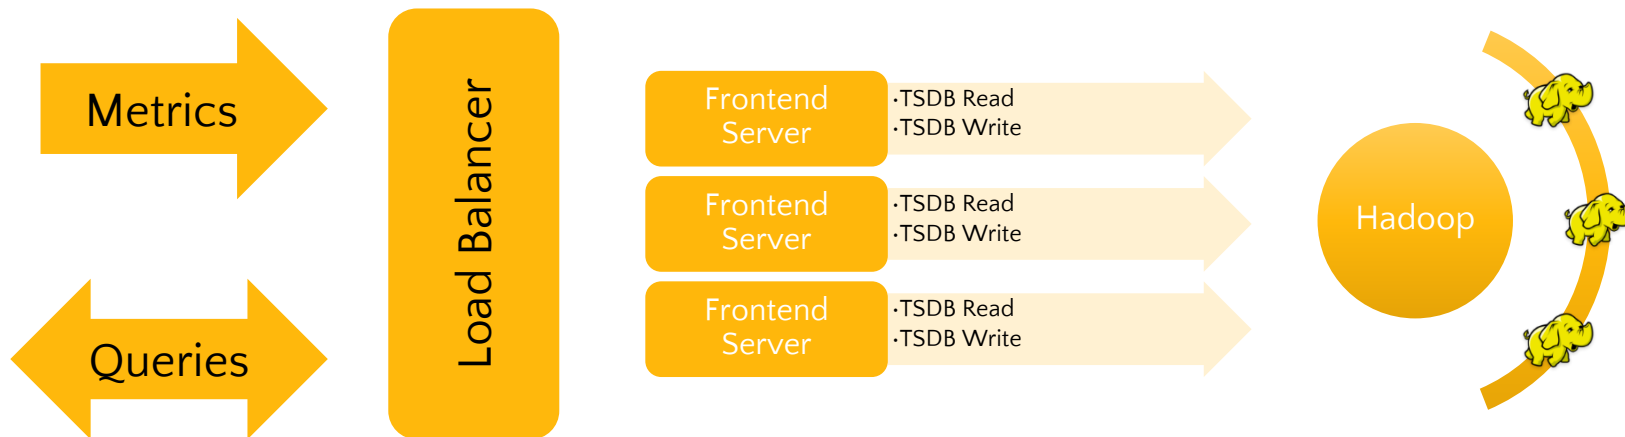 Metrics
Queries
Load Balancer
Frontend
Server
·TSDB Read
·TSDB Write
Frontend
Server
·TSDB Read
·TSDB Write
Frontend
Server
·TSDB Read
·TSDB Write
Hadoop